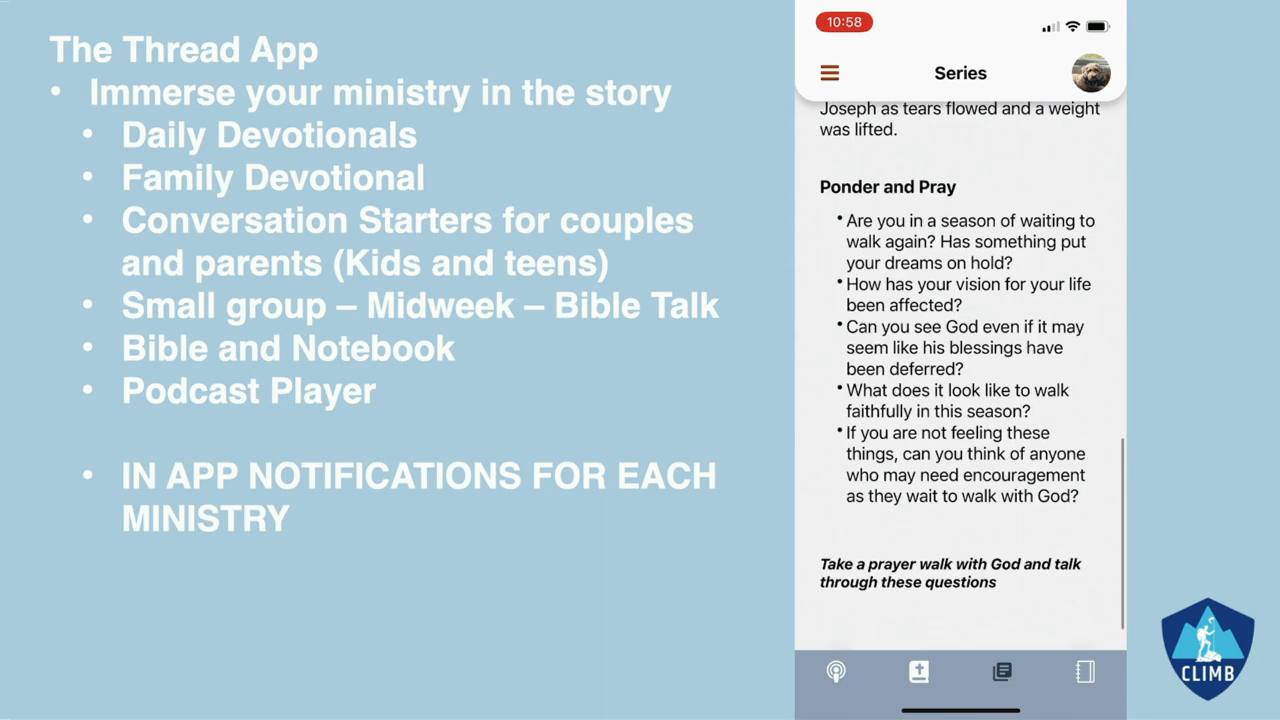 The Thread App
• Immerse your ministry in the story
• Daily Devotionals
• Family Devotional
• Conversation Starters for couples
and parents (Kids and teens)
• Small group – Midweek – Bible Talk
• Bible and Notebook
• Podcast Player
• IN APP NOTIFICATIONS FOR EACH
MINISTRY
10:58
Series
Joseph as tears flowed and a weight
was lifted.
Ponder and Pray
• Are you in a season of waiting to
walk again? Has something put
your dreams on hold?
• How has your vision for your life
been affected?
• Can you see God even if it may
seem like his blessings have
been deferred?
• What does it look like to walk
faithfully in this season?
• If you are not feeling these
things, can you think of anyone
who may need encouragement
as they wait to walk with God?
Take a prayer walk with God and talk
through these questions
CLIMB